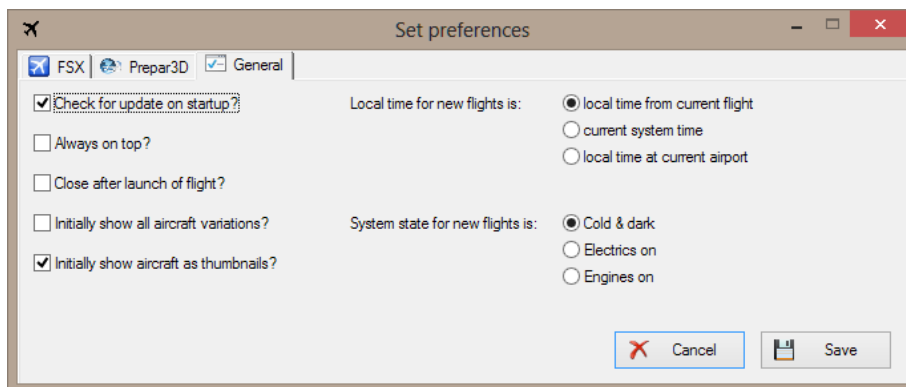 Set preferences
FSX Prepar3D General
Check for update on startup?
Always on top?
Close after launch of flight?
Initially show all aircraft variations?
Initially show aircraft as thumbnails?
Local time for new flights is:
local time from current flight
current system time
local time at current airport
System state for new flights is:
Cold & dark
Electrics on
Engines on
Cancel Save